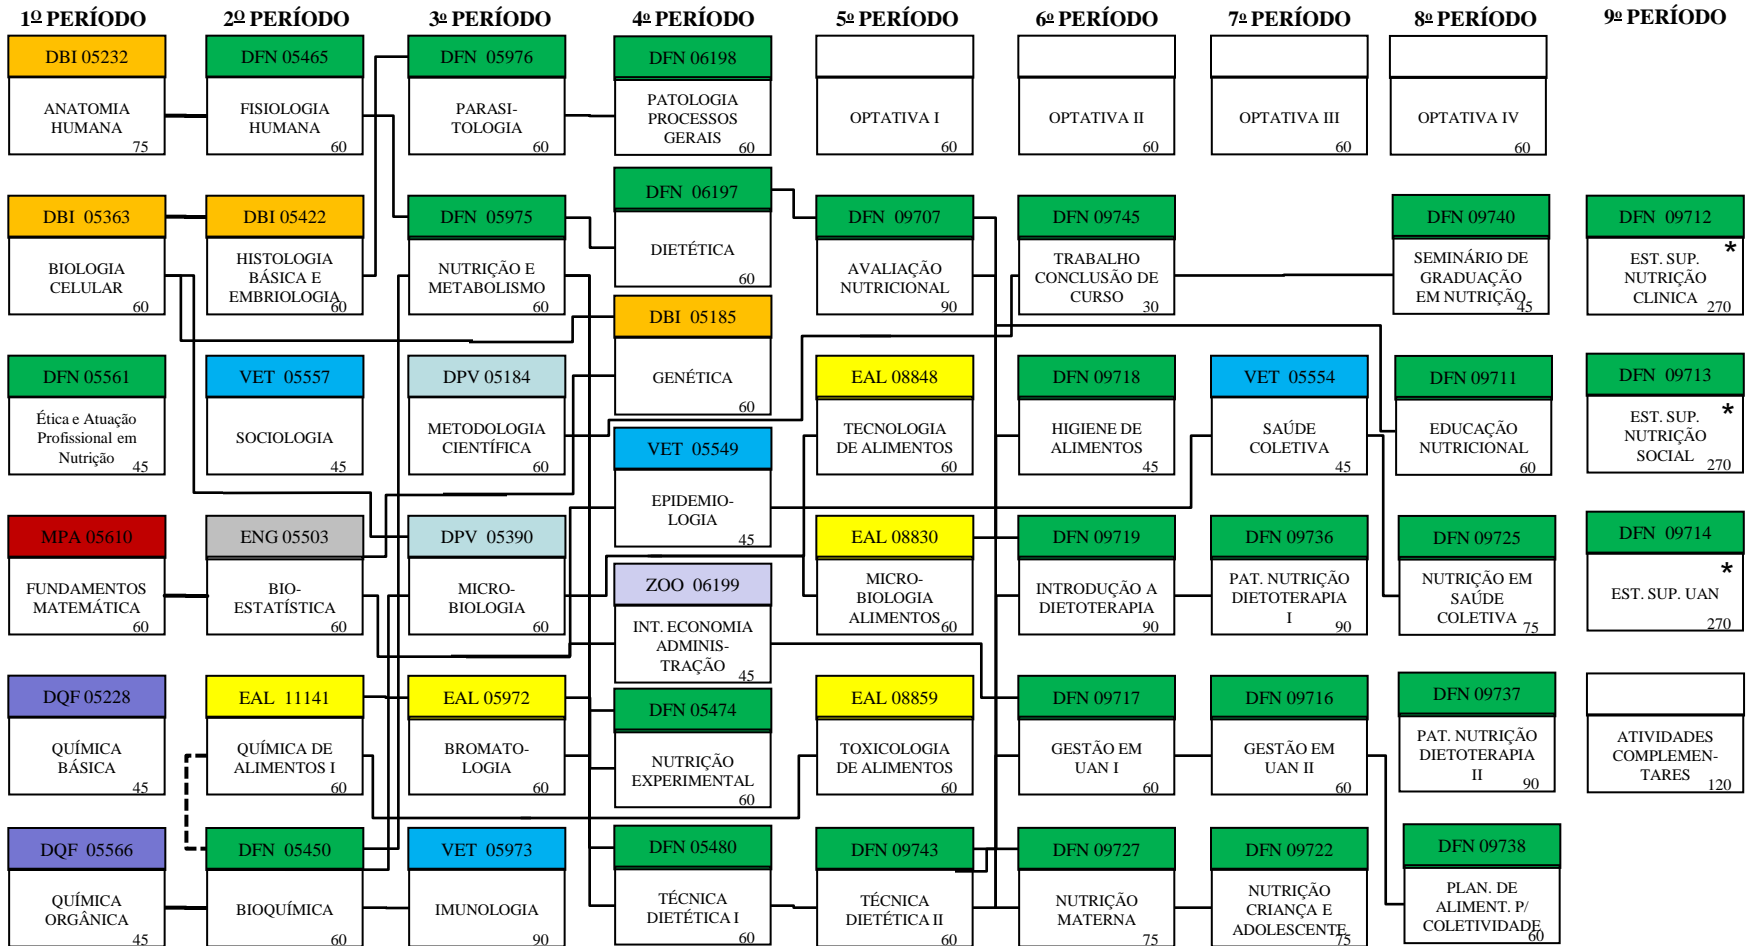 1º PERÍODO
DBI 05232
ANATOMIA
HUMANA
75
DBI 05363
BIOLOGIA
CELULAR
60
DFN 05561
Ética e Atuação
Profissional em
Nutrição
45
MPA 05610
FUNDAMENTOS
MATEMÁTICA
60
DQF 05228
QUÍMICA
BÁSICA
45
DQF 05566
QUÍMICA
ORGÂNICA
45
2º PERÍODO
DFN 05465
FISIOLOGIA
HUMANA
60
DBI 05422
HISTOLOGIA
BÁSICA E
EMBRIOLOGIA
60
VET 05557
SOCIOLOGIA
45
ENG 05503
BIO-
ESTATÍSTICA
60
EAL 11141
QUÍMICA DE
ALIMENTOS I
60
DFN 05450
BIOQUÍMICA
60
3º PERÍODO
DFN 05976
PARASI-
TOLOGIA
60
DFN 05975
NUTRIÇÃO E
METABOLISMO
60
DPV 05184
METODOLOGIA
CIENTÍFICA
60
DPV 05390
MICRO-
BIOLOGIA
60
EAL 05972
BROMATO-
LOGIA
60
VET 05973
IMUNOLOGIA
90
4º PERÍODO
DFN 06198
PATOLOGIA
PROCESSOS
GERAIS
60
DFN 06197
DIETÉTICA
60
DBI 05185
GENÉTICA
60
VET 05549
EPIDEMIO-
LOGIA
45
ZOO 06199
INT. ECONOMIA
ADMINIS-
TRAÇÃO
45
DFN 05474
NUTRIÇÃO
EXPERIMENTAL
60
DFN 05480
TÉCNICA
DIETÉTICA I
60
5º PERÍODO
OPTATIVA I
60
DFN 09707
AVALIAÇÃO
NUTRICIONAL
90
EAL 08848
TECNOLOGIA
DE ALIMENTOS
60
EAL 08830
MICRO-
BIOLOGIA
ALIMENTOS
60
EAL 08859
TOXICOLOGIA
DE ALIMENTOS
60
DFN 09743
TÉCNICA
DIETÉTICA II
60
6º PERÍODO
OPTATIVA II
60
DFN 09745
TRABALHO
CONCLUSÃO DE
CURSO
30
DFN 09718
HIGIENE DE
ALIMENTOS
45
DFN 09719
INTRODUÇÃO A
DIETOTERAPIA
90
DFN 09717
GESTÃO EM
UAN I
60
DFN 09727
NUTRIÇÃO
MATERNA
75
7º PERÍODO
OPTATIVA III
60
VET 05554
SAÚDE
COLETIVA
45
DFN 09736
PAT. NUTRIÇÃO
DIETOTERAPIA
I
90
DFN 09716
GESTÃO EM
UAN II
60
DFN 09722
NUTRIÇÃO
CRIANÇA E
ADOLESCENTE
75
8º PERÍODO
OPTATIVA IV
60
DFN 09740
SEMINÁRIO DE
GRADUAÇÃO
EM NUTRIÇÃO
45
DFN 09711
EDUCAÇÃO
NUTRICIONAL
60
DFN 09725
NUTRIÇÃO EM
SAÚDE
COLETIVA
75
DFN 09737
PAT. NUTRIÇÃO
DIETOTERAPIA
II
90
DFN 09738
PLAN. DE
ALIMENT. P/
COLETIVIDADE
60
9º PERÍODO
DFN 09712
*
EST. SUP.
NUTRIÇÃO
CLINICA
270
DFN 09713
*
EST. SUP.
NUTRIÇÃO
SOCIAL
270
DFN 09714
*
EST. SUP. UAN
270
ATIVIDADES
COMPLEMEN-
TARES
120